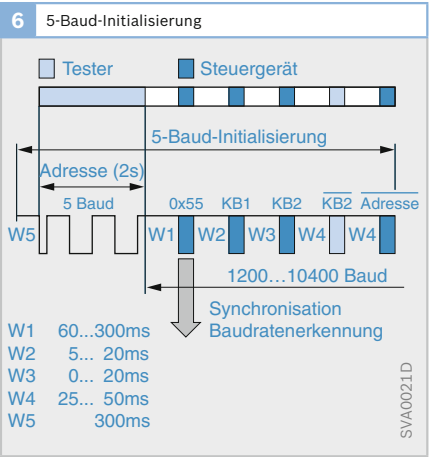 6 5-Baud-Initialisierung
Tester Steuergerät
5-Baud-Initialisierung
Adresse (2s)
5 Baud 0x55 KB1 KB2 K̅B̅2̅ A̅d̅r̅e̅s̅s̅e̅
W5 W1 W2 W3 W4 W4
1200...10400 Baud
Synchronisation
Baudratenerkennung
W1 60...300ms
W2 5... 20ms
W3 0... 20ms
W4 25... 50ms
W5 300ms
SVA0021D